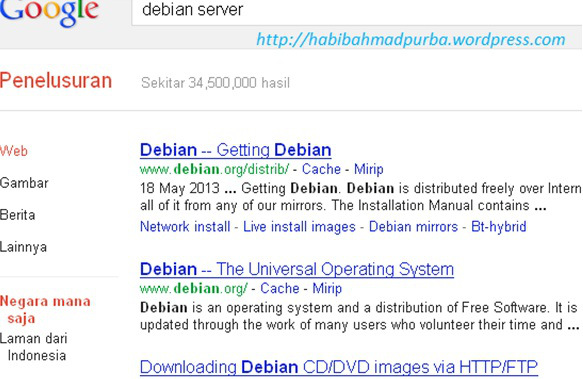 Google
debian server
http://habibahmadpurba.wordpress.com
Penelusuran
Sekitar 34,500,000 hasil
Web
Gambar
Berita
Lainnya
Negara mana
saja
Laman dari
Indonesia
Debian -- Getting Debian
www.debian.org/distrib/ - Cache - Mirip
18 May 2013 ... Getting Debian. Debian is distributed freely over Intern
all of it from any of our mirrors. The Installation Manual contains ...
Network install - Live install images - Debian mirrors - Bt-hybrid
Debian -- The Universal Operating System
www.debian.org/ - Cache - Mirip
Debian is an operating system and a distribution of Free Software. It is
updated through the work of many users who volunteer their time and ...
Downloading Debian CD/DVD images via HTTP/FTP